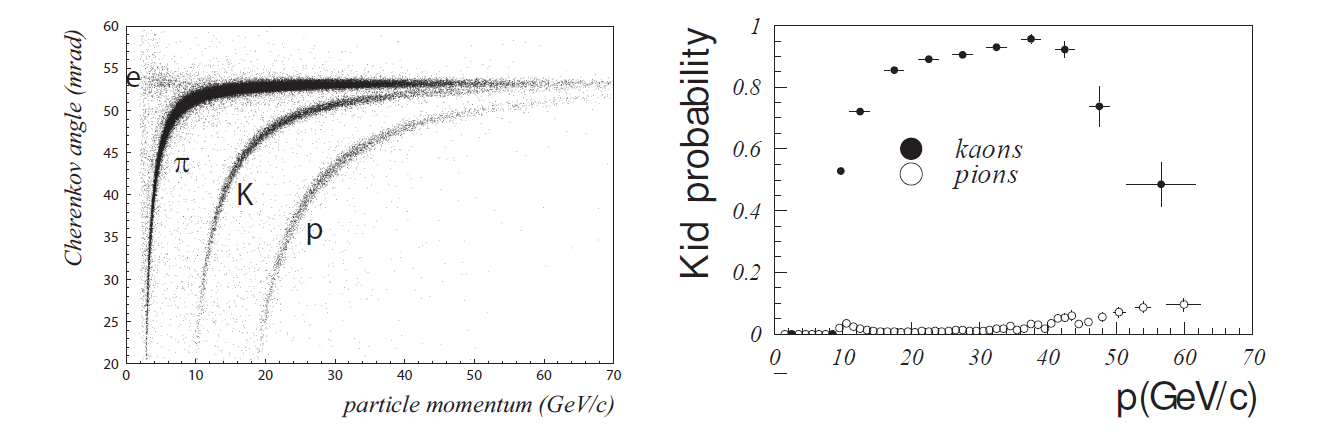 60
55
50
45
40
35
30
25
20
Cherenkov angle (mrad)
e
π
K
p
0 10 20 30 40 50 60 70
particle momentum (GeV/c)
1
0.8
0.6
0.4
0.2
0
Kid probability
kaons
pions
0 10 20 30 40 50 60 70
p(GeV/c)